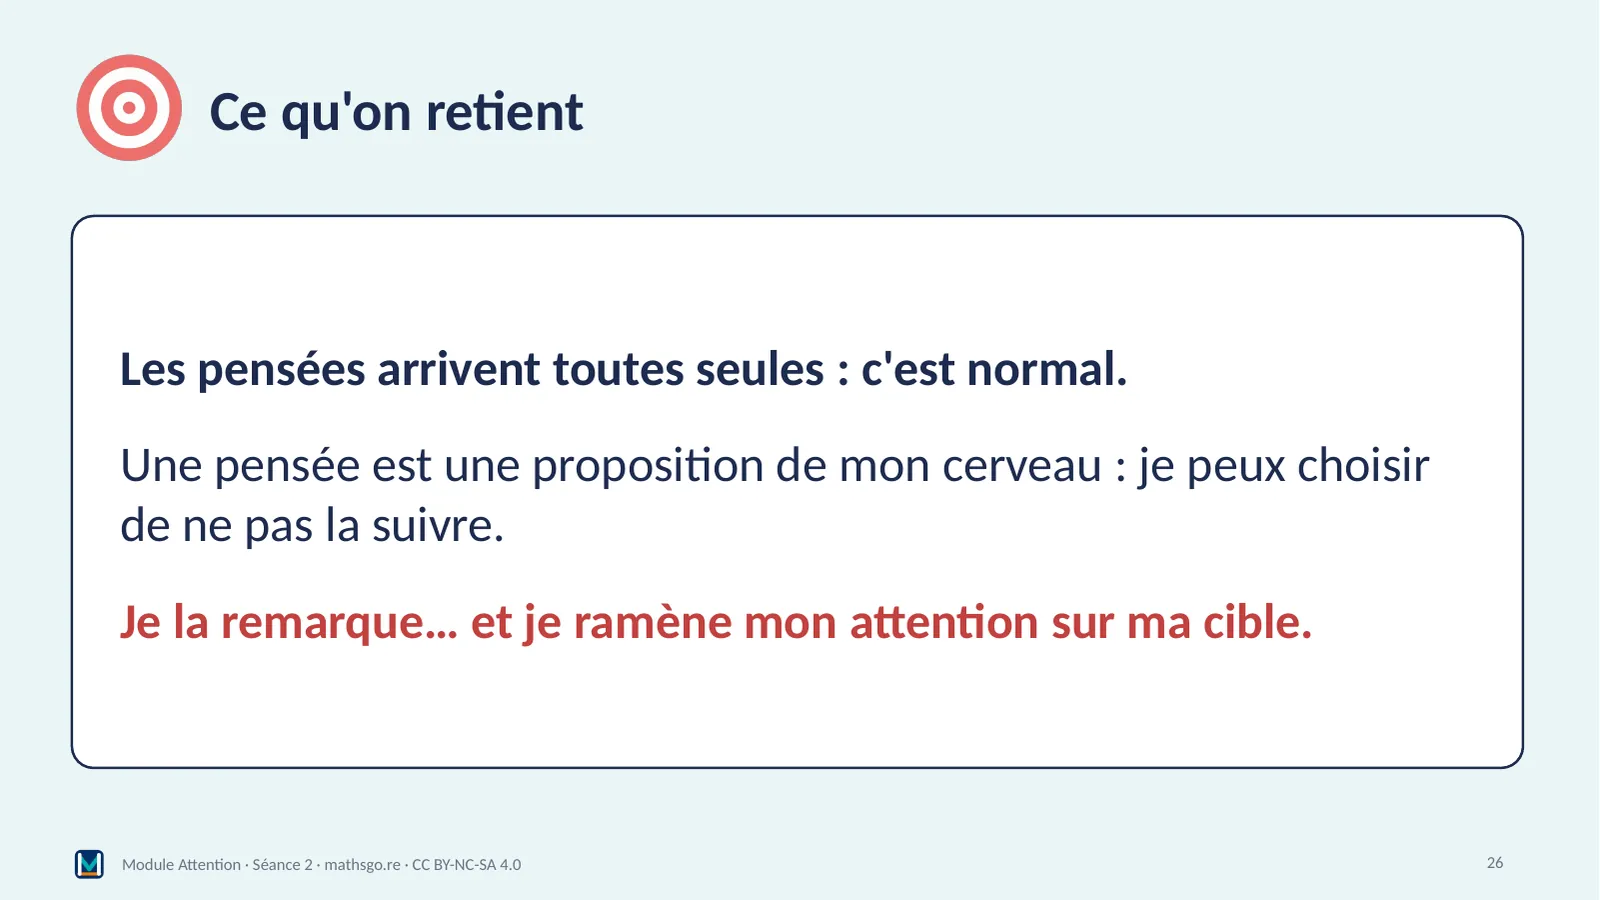 Ce qu'on retient
Les pensées arrivent toutes seules : c'est normal.
Une pensée est une proposition de mon cerveau : je peux choisir
de ne pas la suivre.
Je la remarque... et je ramène mon attention sur ma cible.
Module Attention · Séance 2 · mathsgo.re · CC BY-NC-SA 4.0
26